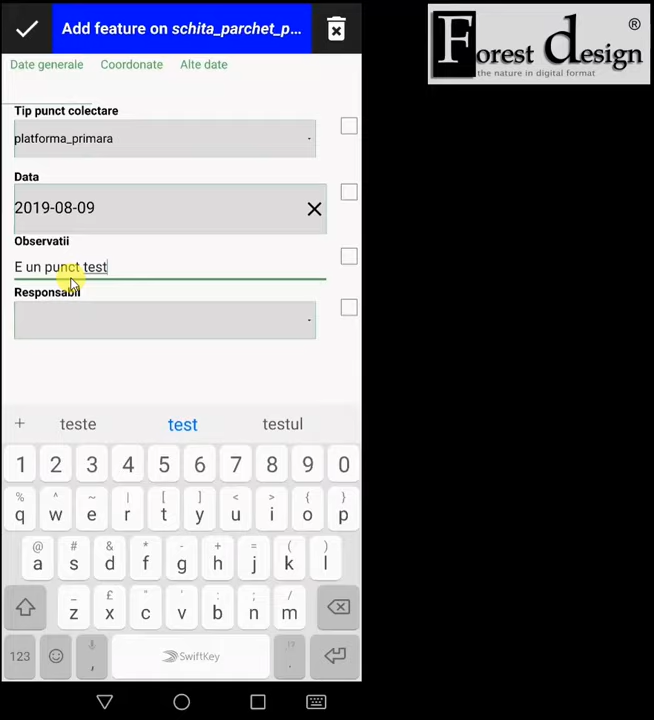 Add feature on schita_parchet_p...
Forest design ®
the nature in digital format
Date generale Coordonate Alte date
Tip punct colectare
platforma_primara
Data
2019-08-09
Observatii
E un punct test
Responsabil
+ teste test testul
1 2 3 4 5 6 7 8 9 0
% ^ ~ | [ ] < > { }
q w e r t y u i o p
@ # & * - + = ( )
a s d f g h j k l
_ £ " ' : ; /
z x c v b n m
123 , SwiftKey !? .